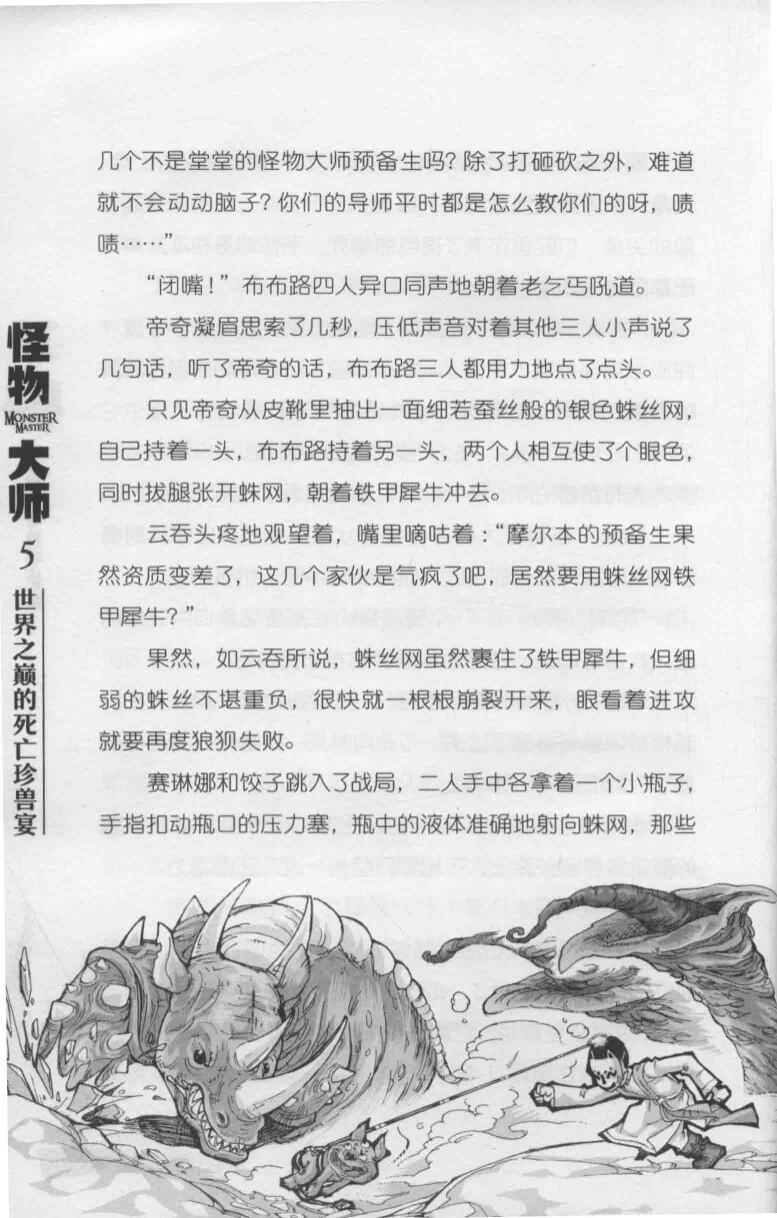 几个不是堂堂的怪物大师预备生吗？除了打砸砍之外，难道
就不会动动脑子？你们的导师平时都是怎么教你们的呀，啧
啧……”
“闭嘴！”布布路四人异口同声地朝着老乞丐吼道。
帝奇凝眉思索了几秒，压低声音对着其他三人小声说了
几句话，听了帝奇的话，布布路三人都用力地点了点头。
只见帝奇从皮靴里抽出一面细若蚕丝般的银色蛛丝网，
自己持着一头，布布路持着另一头，两个人相互使了个眼色，
同时拔腿张开蛛网，朝着铁甲犀牛冲去。
云吞头疼地观望着，嘴里嘀咕着：“摩尔本的预备生果
然资质变差了，这几个家伙是气疯了吧，居然要用蛛丝网铁
甲犀牛？”
果然，如云吞所说，蛛丝网虽然裹住了铁甲犀牛，但细
弱的蛛丝不堪重负，很快就一根根崩裂开来，眼看着进攻
就要再度狼狈失败。
赛琳娜和饺子跳入了战局，二人手中各拿着一个小瓶子，
手指扣动瓶口的压力塞，瓶中的液体准确地射向蛛网，那些
怪物
MONSTER
MASTER
大师
5
世界之巅的死亡珍兽宴